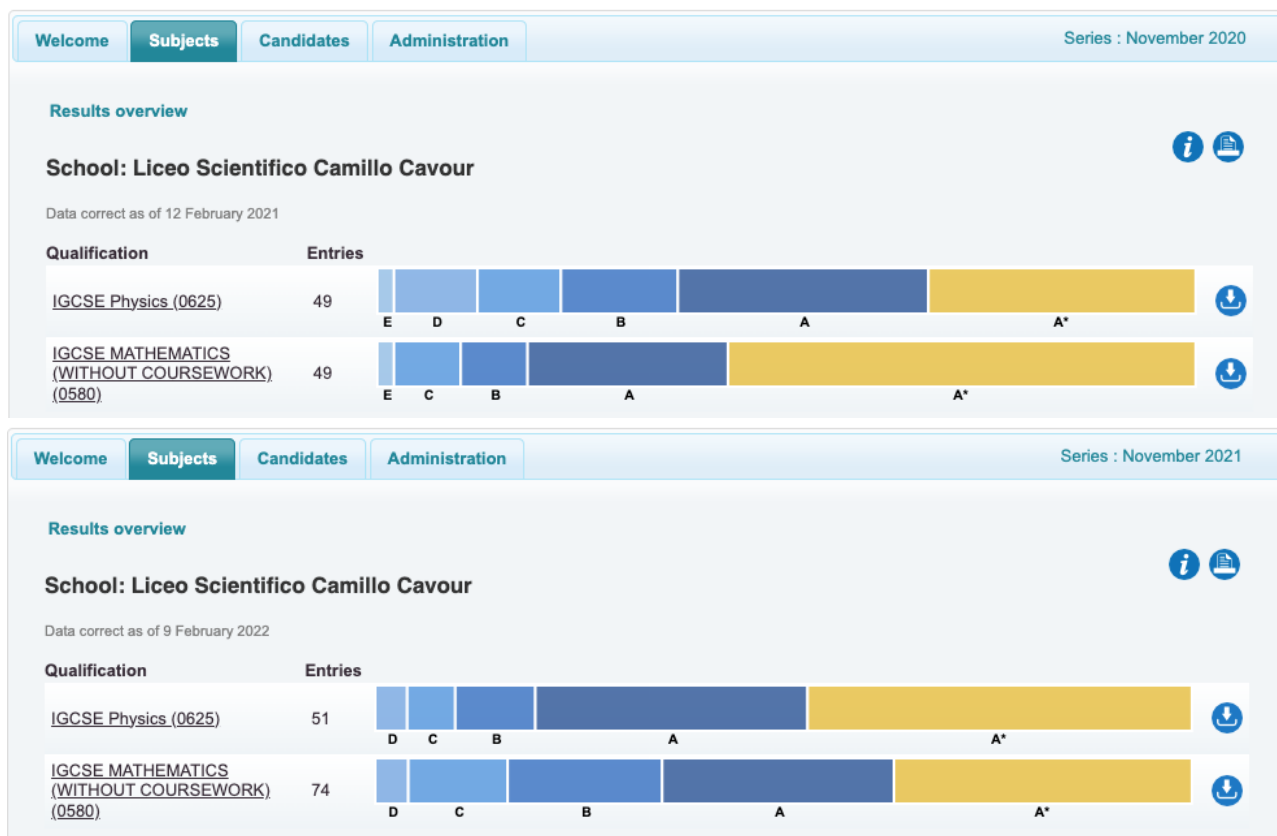 Welcome Subjects Candidates Administration Series : November 2020
Results overview
School: Liceo Scientifico Camillo Cavour
Data correct as of 12 February 2021
Qualification Entries
IGCSE Physics (0625) 49
E D C B A A*
IGCSE MATHEMATICS
(WITHOUT COURSEWORK) 49
(0580)
E C B A A*
Welcome Subjects Candidates Administration Series : November 2021
Results overview
School: Liceo Scientifico Camillo Cavour
Data correct as of 9 February 2022
Qualification Entries
IGCSE Physics (0625) 51
D C B A A*
IGCSE MATHEMATICS
(WITHOUT COURSEWORK) 74
(0580)
D C B A A*